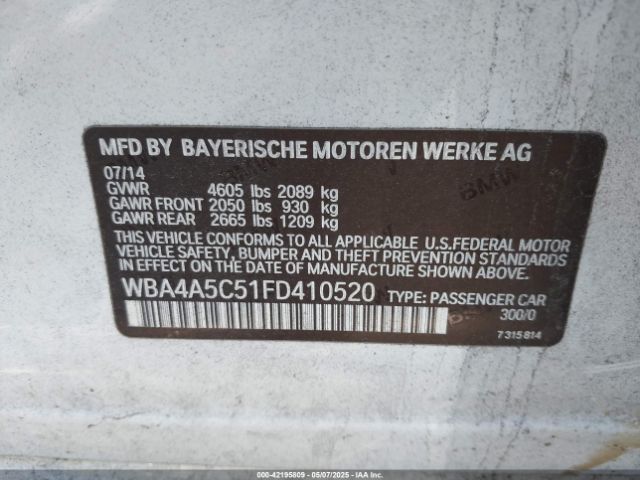 MFD BY BAYERISCHE MOTOREN WERKE AG
07/14
GVWR 4605 lbs 2089 kg
GAWR FRONT 2050 lbs 930 kg
GAWR REAR 2665 lbs 1209 kg
THIS VEHICLE CONFORMS TO ALL APPLICABLE U.S.FEDERAL MOTOR
VEHICLE SAFETY, BUMPER AND THEFT PREVENTION STANDARDS
IN EFFECT ON THE DATE OF MANUFACTURE SHOWN ABOVE.
WBA4A5C51FD410520 TYPE: PASSENGER CAR
300/0
7315814
BMW
000-42195809 - 05/07/2025 - IAA Inc.